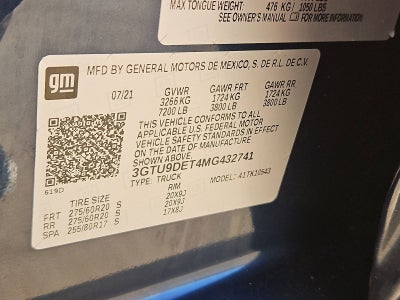 MAX TONGUE WEIGHT: 476 KG / 1050 LBS
SEE OWNER'S MANUAL FOR MORE INFORMATION
gm
MFD BY GENERAL MOTORS DE MEXICO, S. DE R.L. DE C.V.
07/21 GVWR GAWR FRT GAWR RR
3266 KG 1724 KG 1724 KG
7200 LB 3800 LB 3800 LB
THIS VEHICLE CONFORMS TO ALL
APPLICABLE U.S. FEDERAL MOTOR
VEHICLE SAFETY STANDARDS IN EFFECT
ON THE DATE OF MANUFACTURE
3GTU9DET4MG432741
619D TYPE: TRUCK MODEL: 41TK10543
TIRE SIZE RIM
FRT 275/60R20 S 20X9J
RR 275/60R20 S 20X9J
SPA 255/80R17 S 17X8J